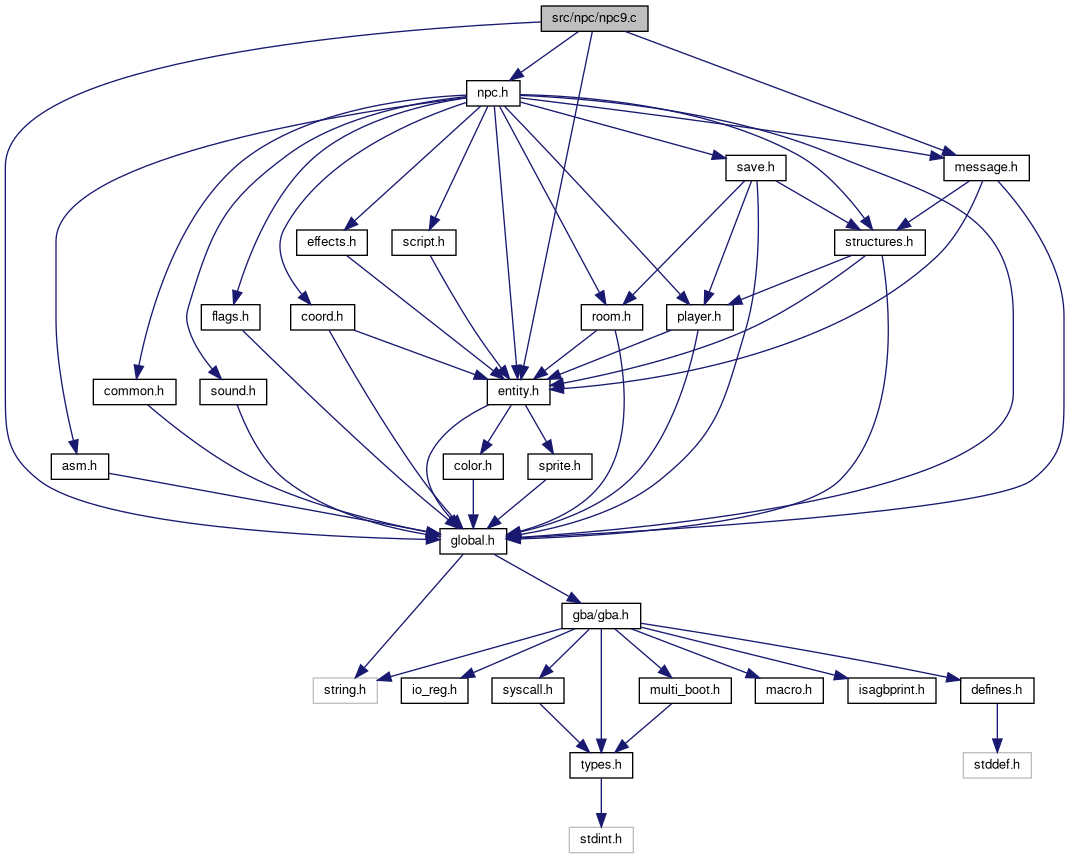 src/npc/npc9.c
npc.h
save.h
message.h
effects.h
script.h
structures.h
flags.h
coord.h
room.h
player.h
common.h
sound.h
entity.h
asm.h
color.h
sprite.h
global.h
gba/gba.h
string.h
io_reg.h
syscall.h
multi_boot.h
macro.h
isagbprint.h
defines.h
types.h
stddef.h
stdint.h